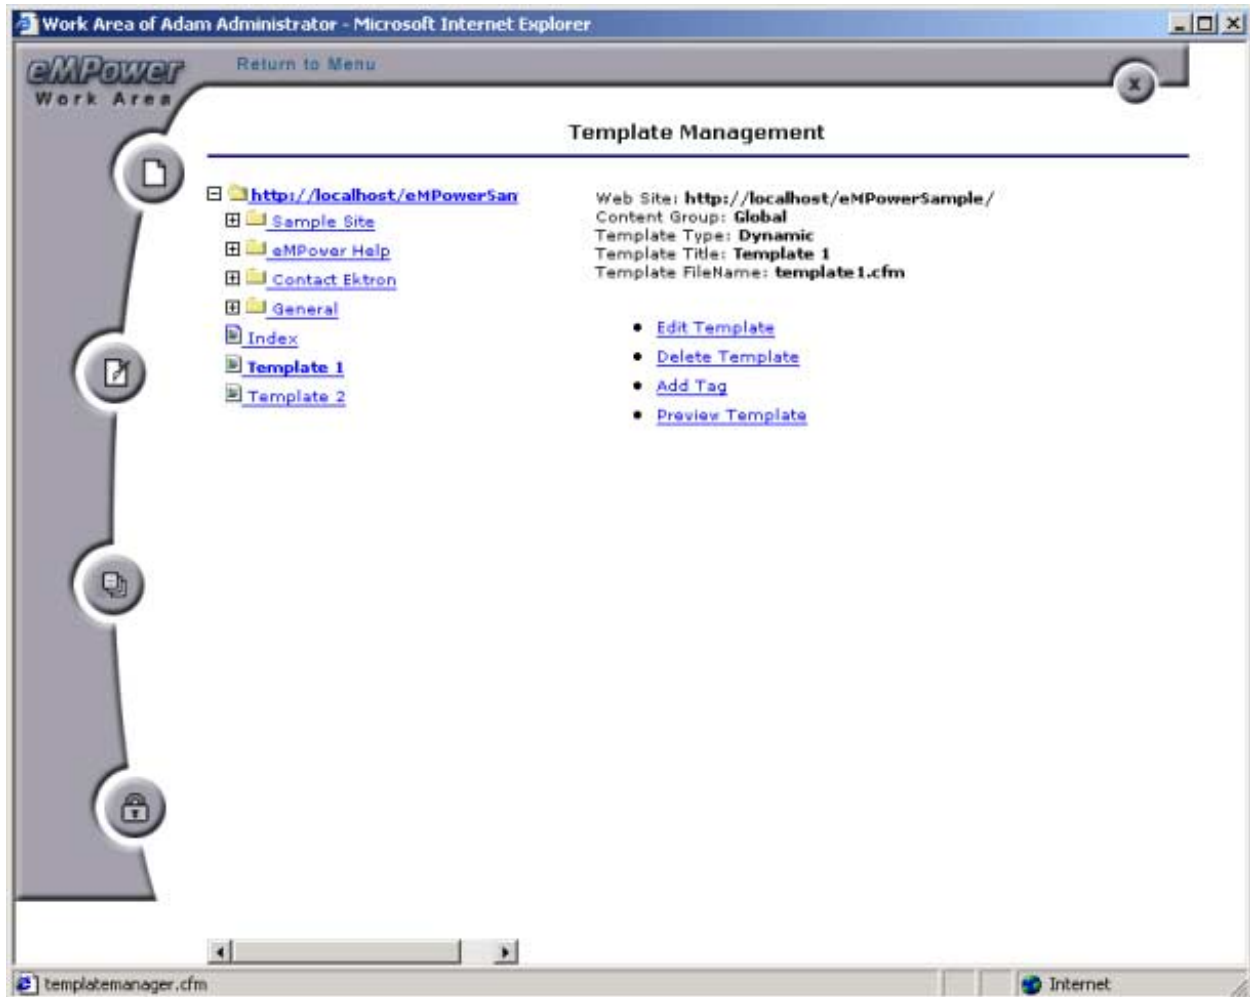 Work Area of Adam Administrator - Microsoft Internet Explorer
eMPower
Work Area
Return to Menu
x
Template Management
http://localhost/eMPowerSan
Sample Site
eMPower Help
Contact Ektron
General
Index
Template 1
Template 2
Web Site: http://localhost/eMPowerSample/
Content Group: Global
Template Type: Dynamic
Template Title: Template 1
Template FileName: template1.cfm
Edit Template
Delete Template
Add Tag
Preview Template
templatemanager.cfm
Internet